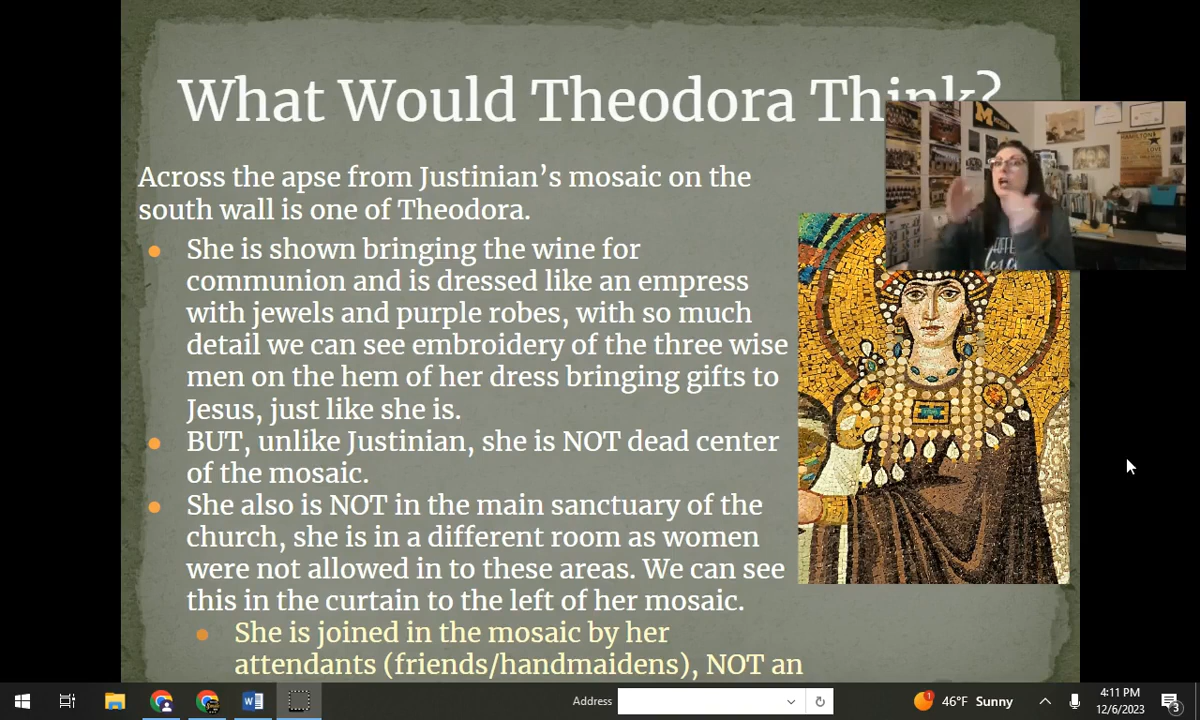 What Would Theodora Think?
Across the apse from Justinian's mosaic on the
south wall is one of Theodora.
She is shown bringing the wine for
communion and is dressed like an empress
with jewels and purple robes, with so much
detail we can see embroidery of the three wise
men on the hem of her dress bringing gifts to
Jesus, just like she is.
BUT, unlike Justinian, she is NOT dead center
of the mosaic.
She also is NOT in the main sanctuary of the
church, she is in a different room as women
were not allowed in to these areas. We can see
this in the curtain to the left of her mosaic.
She is joined in the mosaic by her
attendants (friends/handmaidens), NOT an
M
Address
1
46°F Sunny
4:11 PM
12/6/2023
3